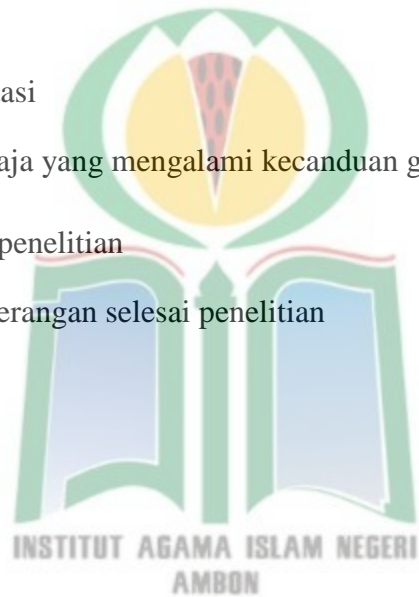 asi
aja yang mengalami kecanduan g
penelitian
erangan selesai penelitian
INSTITUT AGAMA ISLAM NEGERI
AMBON